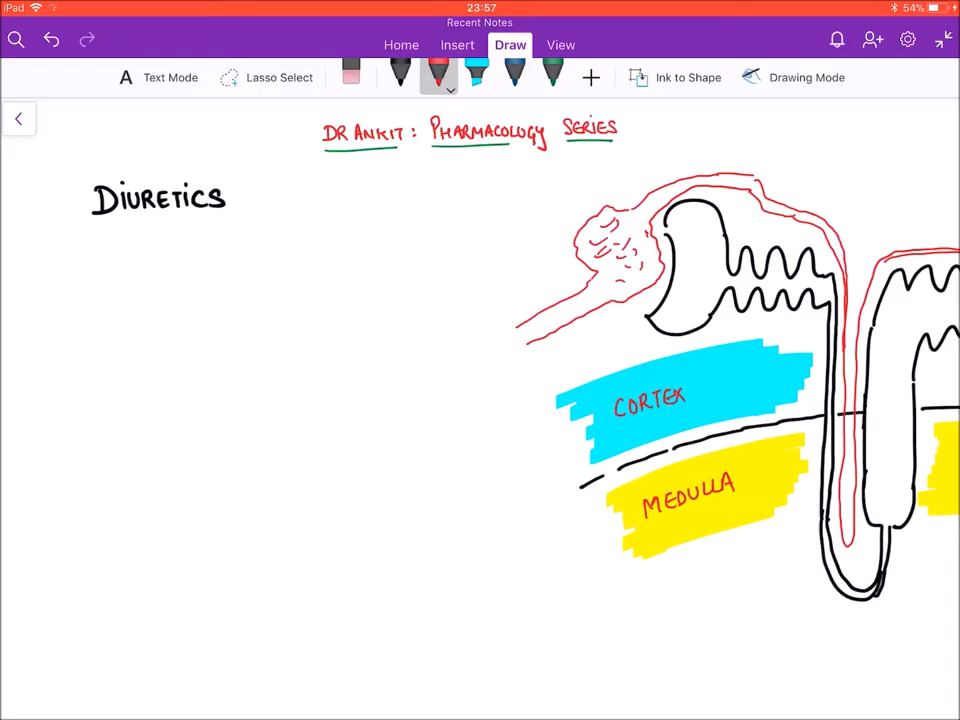 iPad 23:57 54%
Recent Notes
Home Insert Draw View
A Text Mode Lasso Select Ink to Shape Drawing Mode
DR ANKIT : PHARMACOLOGY SERIES
DIURETICS
CORTEX
MEDULLA